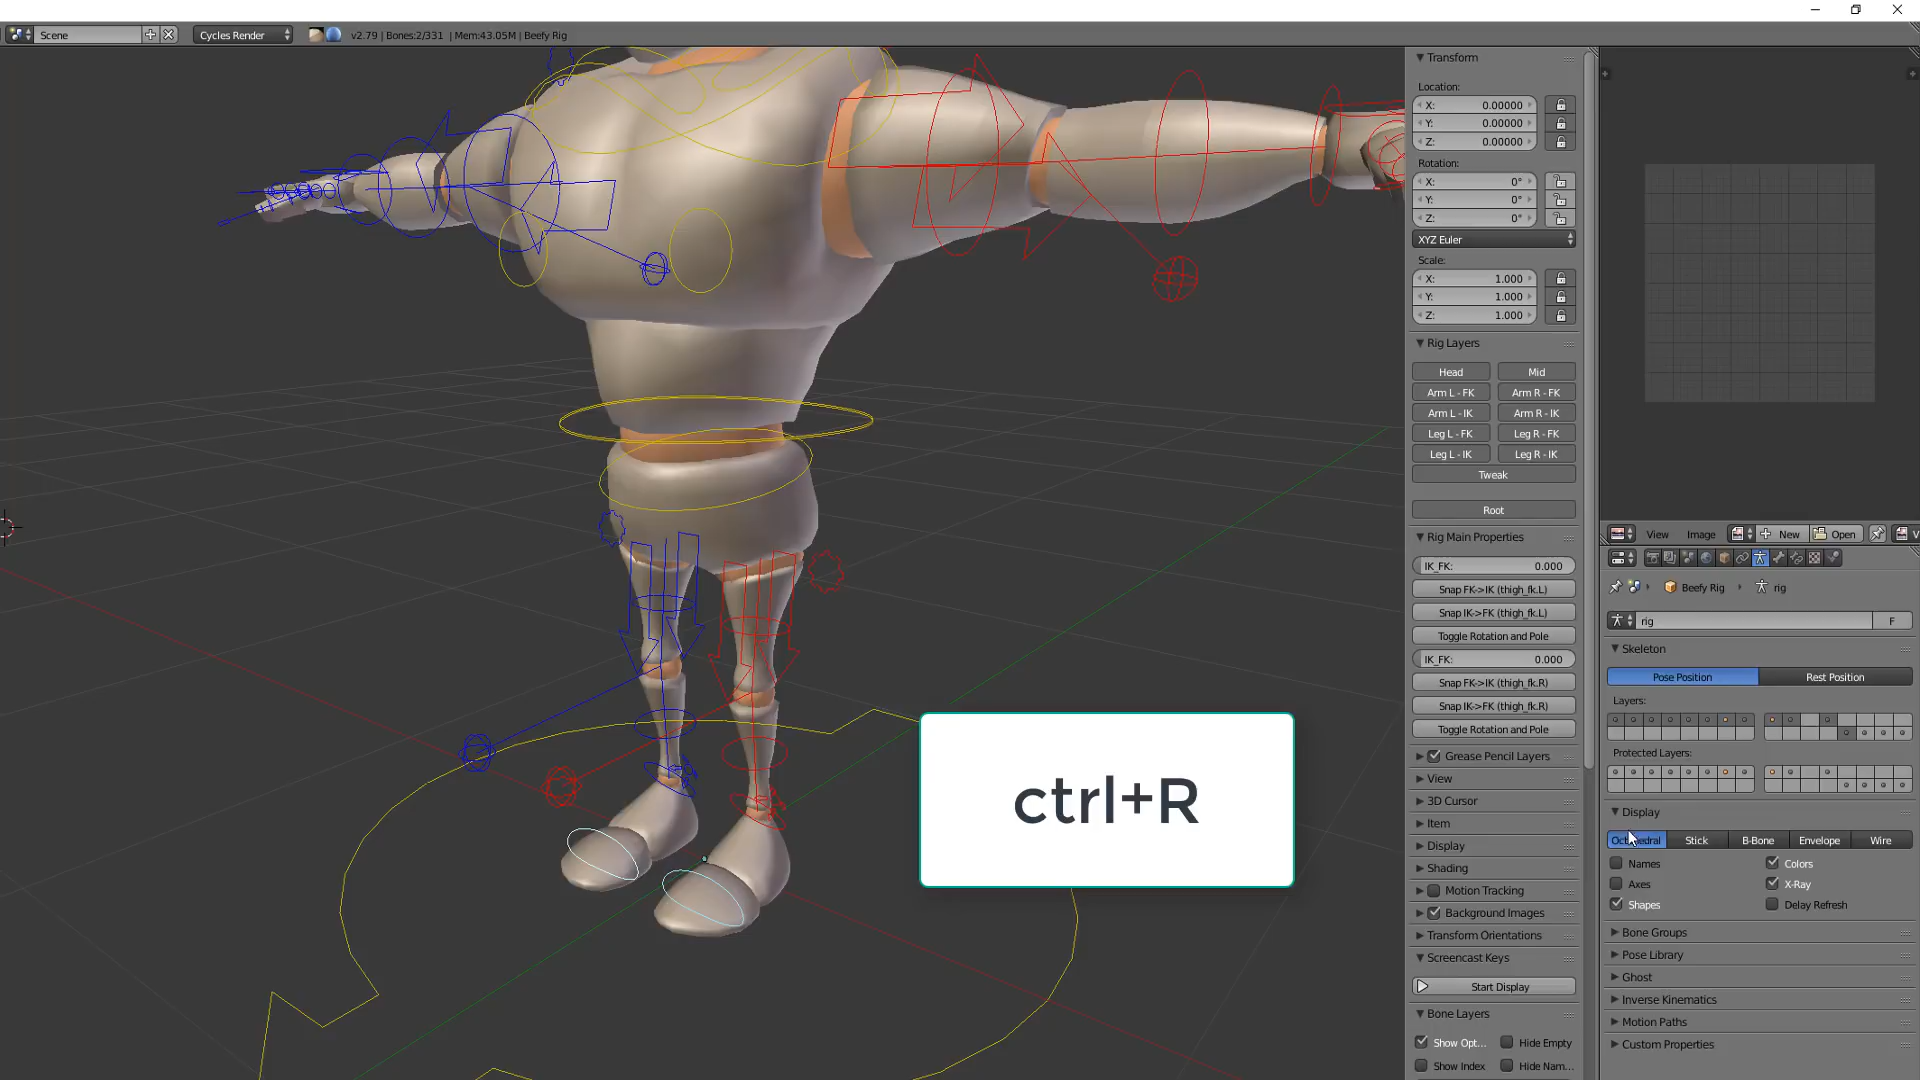 Scene
Cycles Render
v2.79 | Bones:2/331 | Mem:43.05M | Beefy Rig
Transform
Location:
X: 0.00000
Y: 0.00000
Z: 0.00000
Rotation:
X: 0°
Y: 0°
Z: 0°
XYZ Euler
Scale:
X: 1.000
Y: 1.000
Z: 1.000
Rig Layers
Head Mid
Arm L - FK Arm R - FK
Arm L - IK Arm R - IK
Leg L - FK Leg R - FK
Leg L - IK Leg R - IK
Tweak
Root
Rig Main Properties
IK_FK: 0.000
Snap FK->IK (thigh_fk.L)
Snap IK->FK (thigh_fk.L)
Toggle Rotation and Pole
IK_FK: 0.000
Snap FK->IK (thigh_fk.R)
Snap IK->FK (thigh_fk.R)
Toggle Rotation and Pole
Grease Pencil Layers
View
3D Cursor
Item
Display
Shading
Motion Tracking
Background Images
Transform Orientations
Screencast Keys
Start Display
Bone Layers
Show Opt... Hide Empty
Show Index Hide Nam...
ctrl+R
View Image New Open
Beefy Rig rig
rig F
Skeleton
Pose Position Rest Position
Layers:
Protected Layers:
Display
Stick B-Bone Envelope Wire
Names Colors
Axes X-Ray
Shapes Delay Refresh
Bone Groups
Pose Library
Ghost
Inverse Kinematics
Motion Paths
Custom Properties